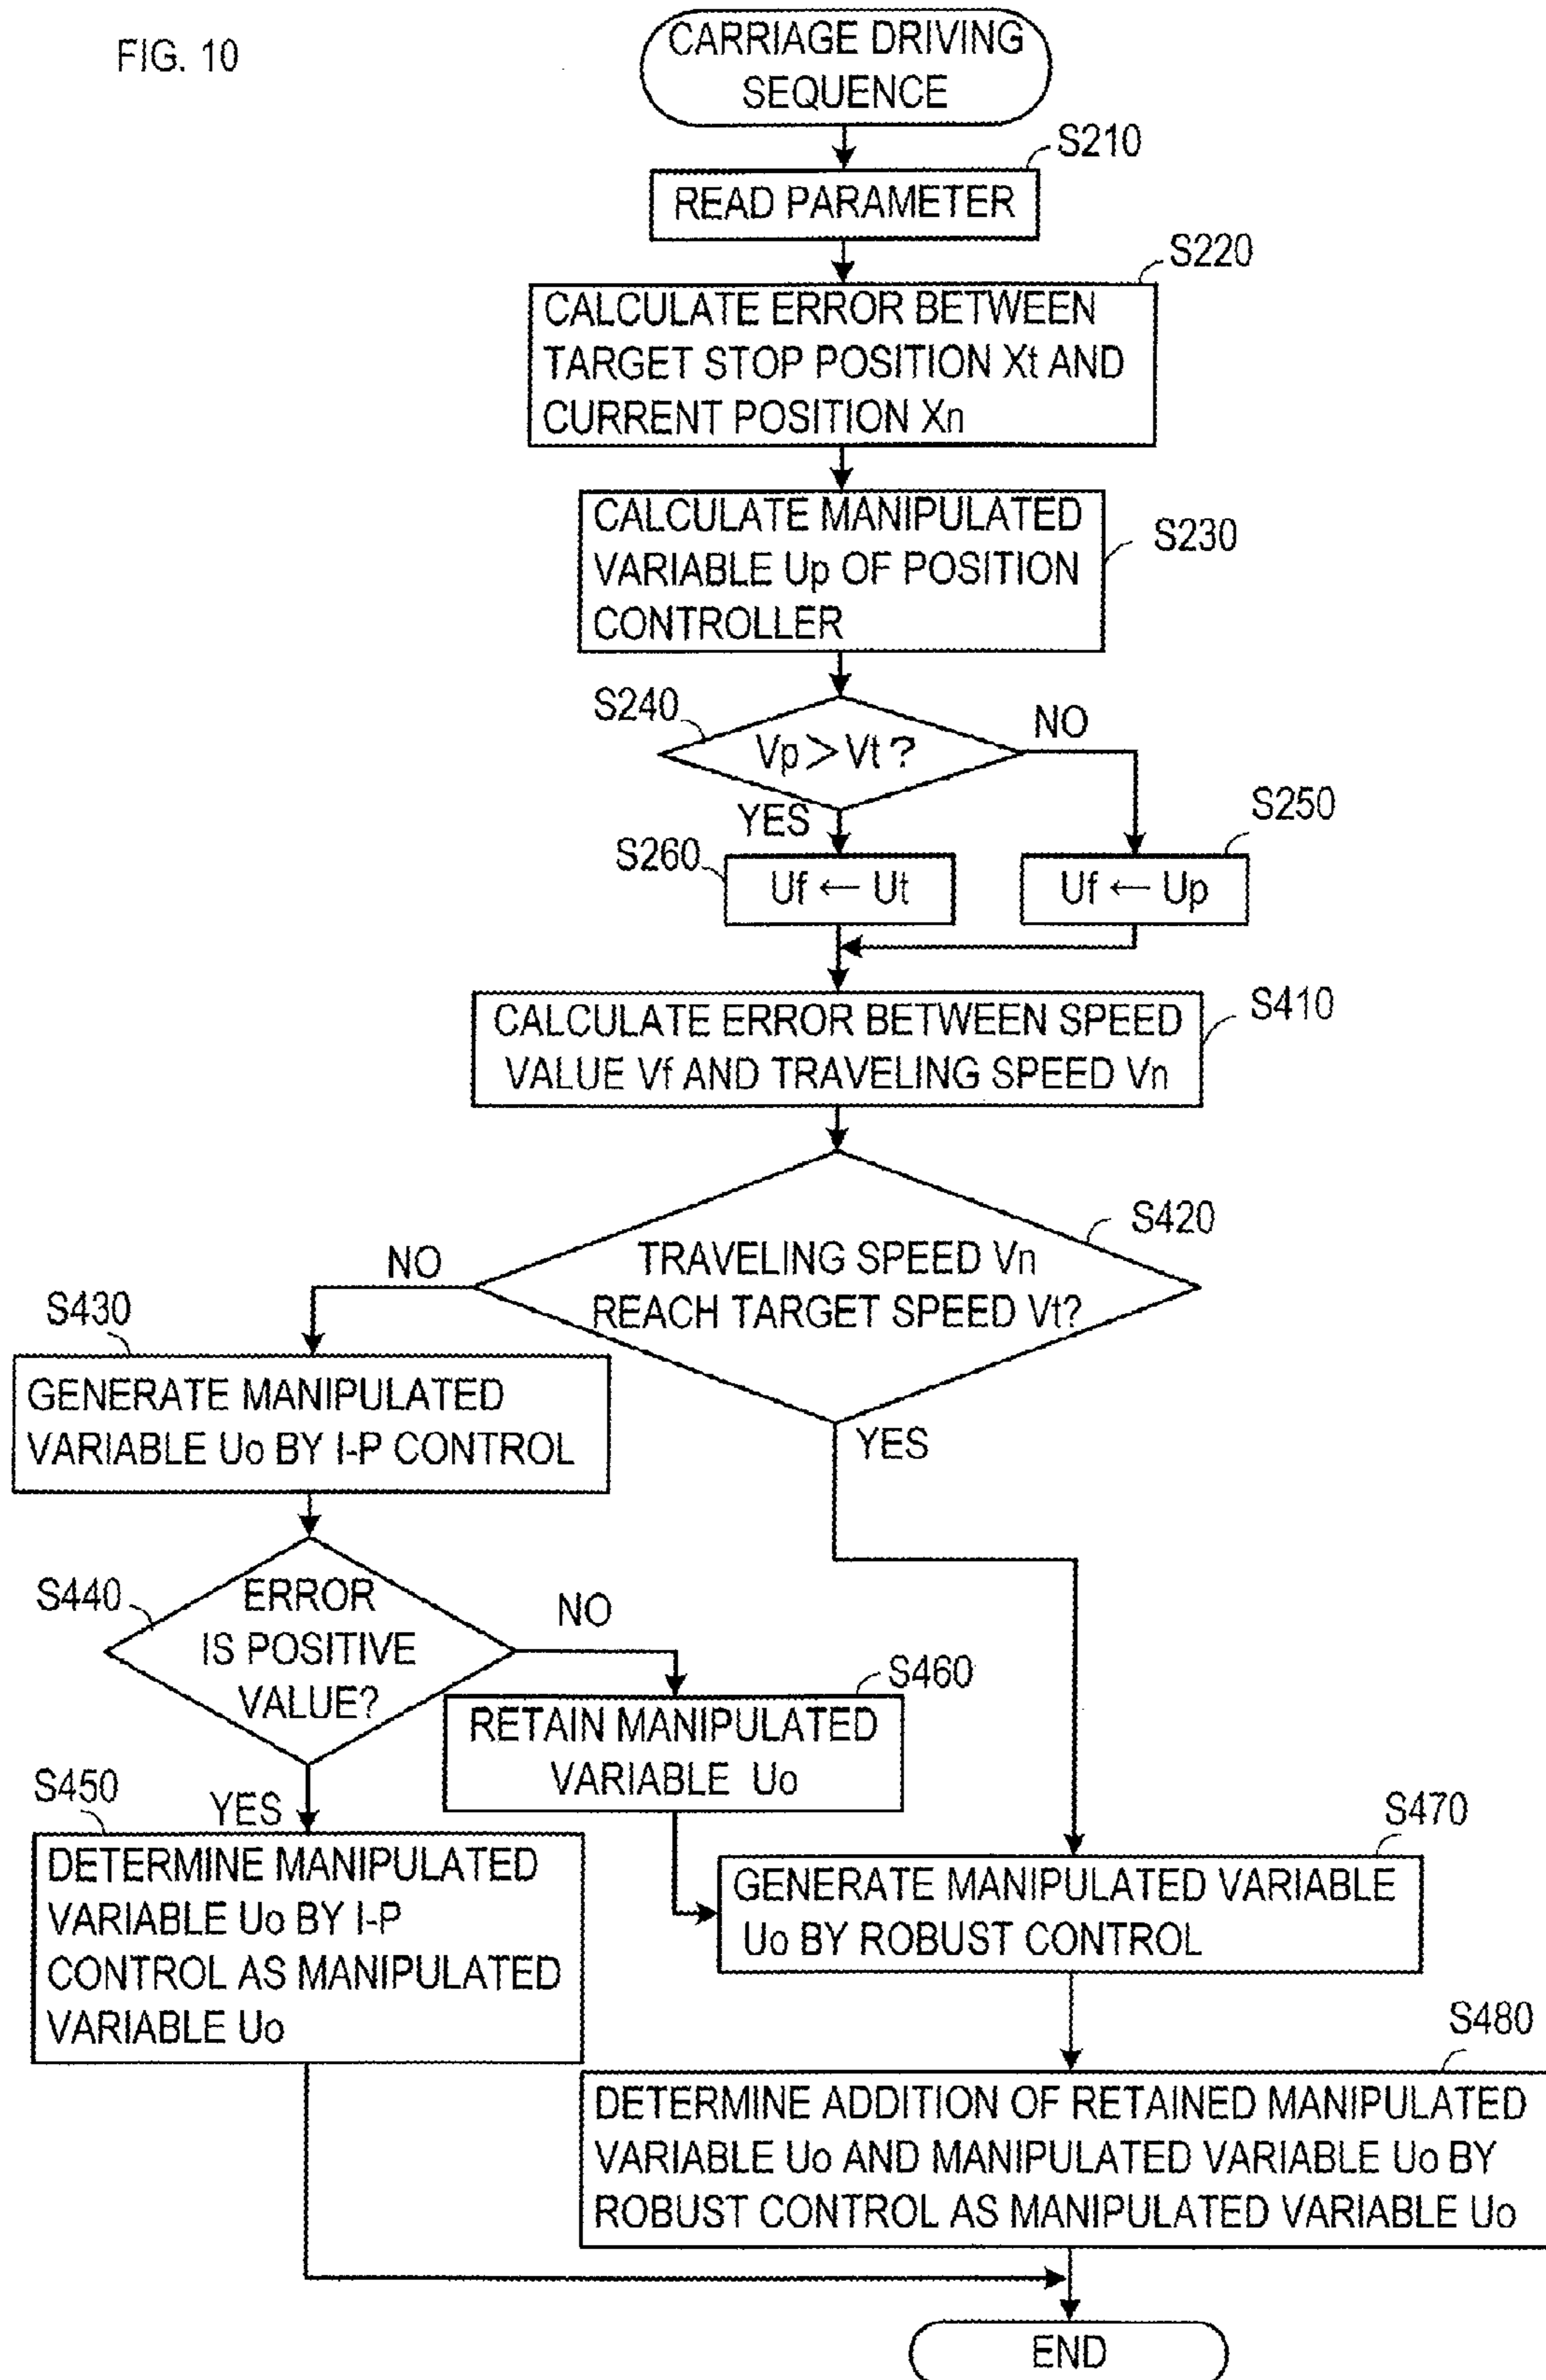 FIG. 10
CARRIAGE DRIVING
SEQUENCE
S210
READ PARAMETER
S220
CALCULATE ERROR BETWEEN
TARGET STOP POSITION Xt AND
CURRENT POSITION Xn
S230
CALCULATE MANIPULATED
VARIABLE Up OF POSITION
CONTROLLER
S240
Vp > Vt ?
NO
YES
S250
S260
Uf ← Ut
Uf ← Up
S410
CALCULATE ERROR BETWEEN SPEED
VALUE Vf AND TRAVELING SPEED Vn
S420
TRAVELING SPEED Vn
REACH TARGET SPEED Vt?
NO
YES
S430
GENERATE MANIPULATED
VARIABLE Uo BY I-P CONTROL
S440
ERROR
IS POSITIVE
VALUE?
NO
YES
S460
RETAIN MANIPULATED
VARIABLE Uo
S450
DETERMINE MANIPULATED
VARIABLE Uo BY I-P
CONTROL AS MANIPULATED
VARIABLE Uo
S470
GENERATE MANIPULATED VARIABLE
Uo BY ROBUST CONTROL
S480
DETERMINE ADDITION OF RETAINED MANIPULATED
VARIABLE Uo AND MANIPULATED VARIABLE Uo BY
ROBUST CONTROL AS MANIPULATED VARIABLE Uo
END